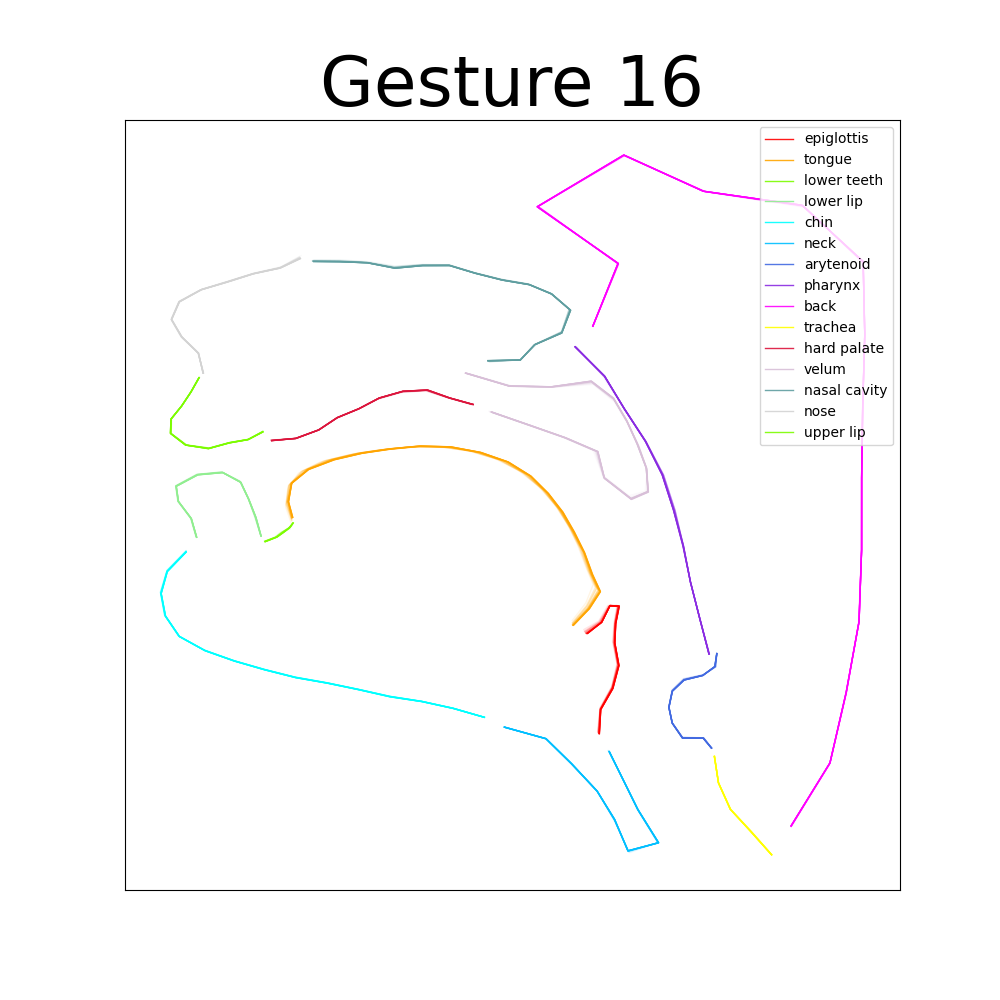 Gesture 16
epiglottis
tongue
lower teeth
lower lip
chin
neck
arytenoid
pharynx
back
trachea
hard palate
velum
nasal cavity
nose
upper lip